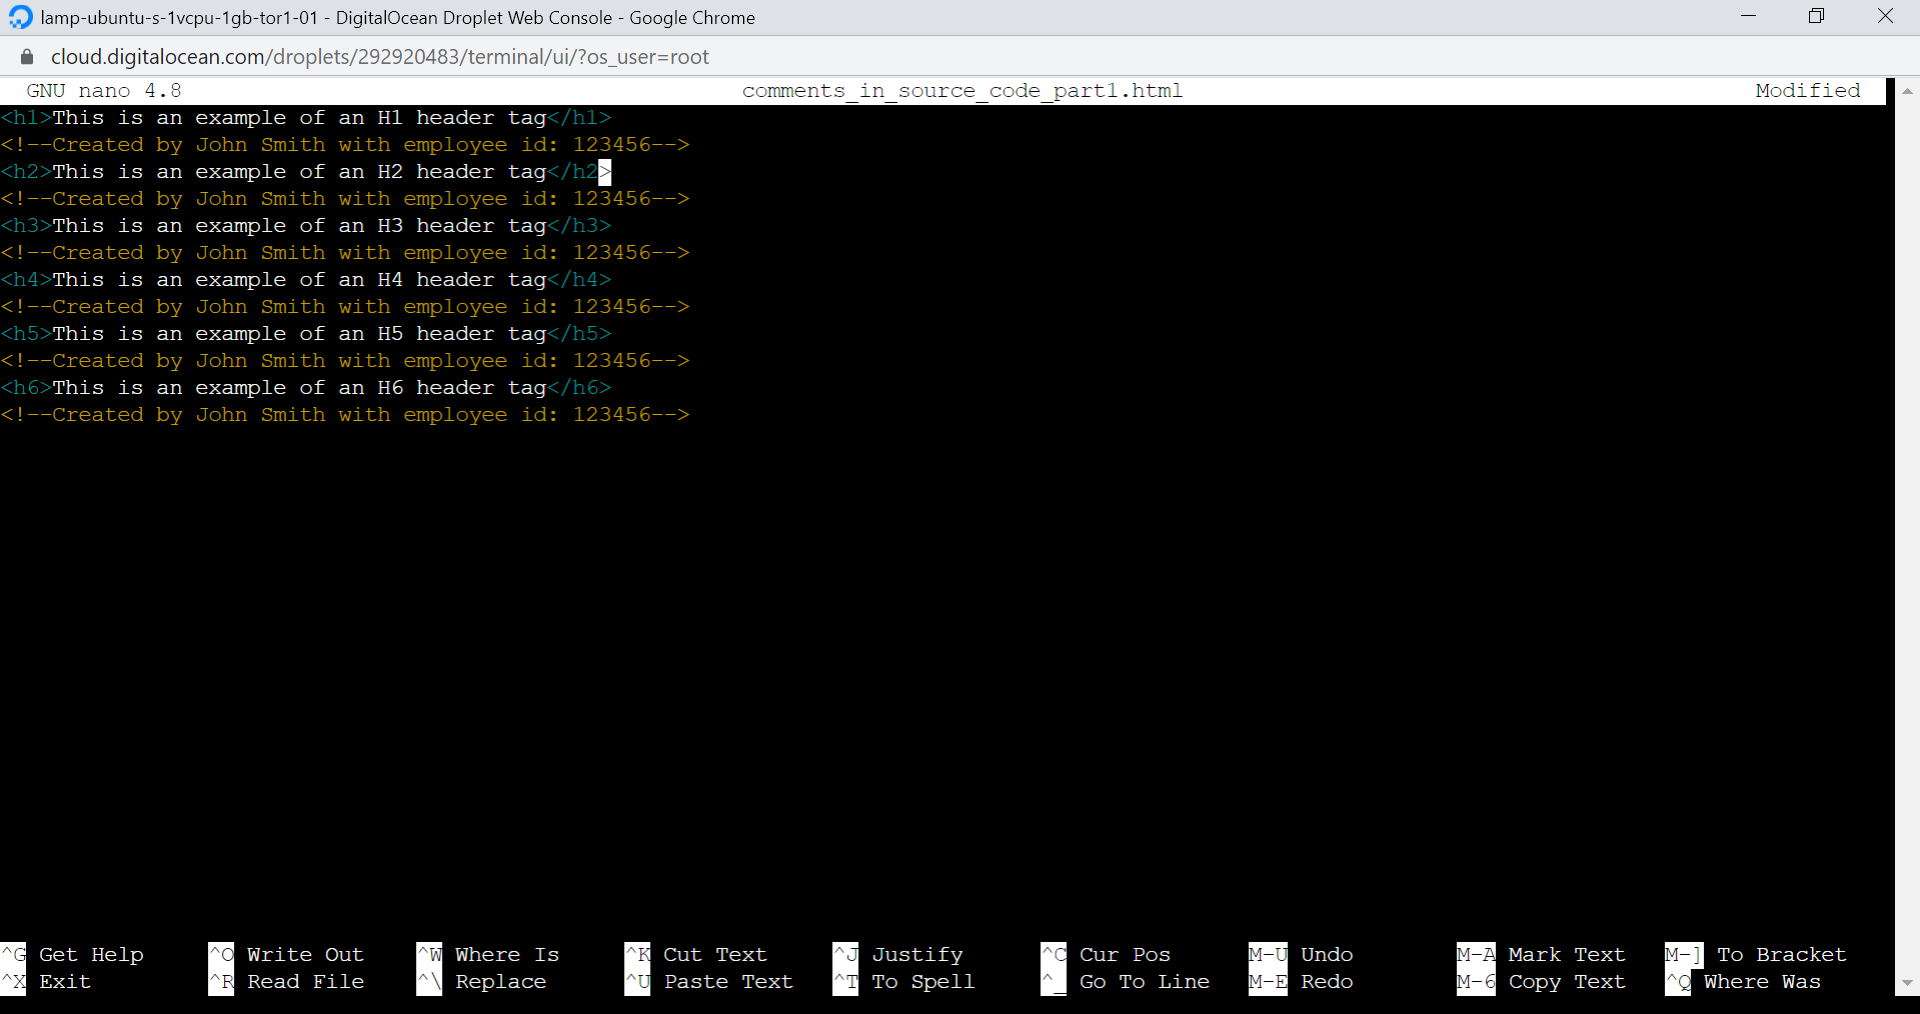 lamp-ubuntu-s-1vcpu-1gb-tor1-01 - DigitalOcean Droplet Web Console - Google Chrome
cloud.digitalocean.com/droplets/292920483/terminal/ui/?os_user=root
GNU nano 4.8 comments_in_source_code_part1.html Modified
<h1>This is an example of an H1 header tag</h1>
<!--Created by John Smith with employee id: 123456-->
<h2>This is an example of an H2 header tag</h2>
<!--Created by John Smith with employee id: 123456-->
<h3>This is an example of an H3 header tag</h3>
<!--Created by John Smith with employee id: 123456-->
<h4>This is an example of an H4 header tag</h4>
<!--Created by John Smith with employee id: 123456-->
<h5>This is an example of an H5 header tag</h5>
<!--Created by John Smith with employee id: 123456-->
<h6>This is an example of an H6 header tag</h6>
<!--Created by John Smith with employee id: 123456-->
^G Get Help ^O Write Out ^W Where Is ^K Cut Text ^J Justify ^C Cur Pos M-U Undo M-A Mark Text M-] To Bracket
^X Exit ^R Read File ^\ Replace ^U Paste Text ^T To Spell ^_ Go To Line M-E Redo M-6 Copy Text ^Q Where Was